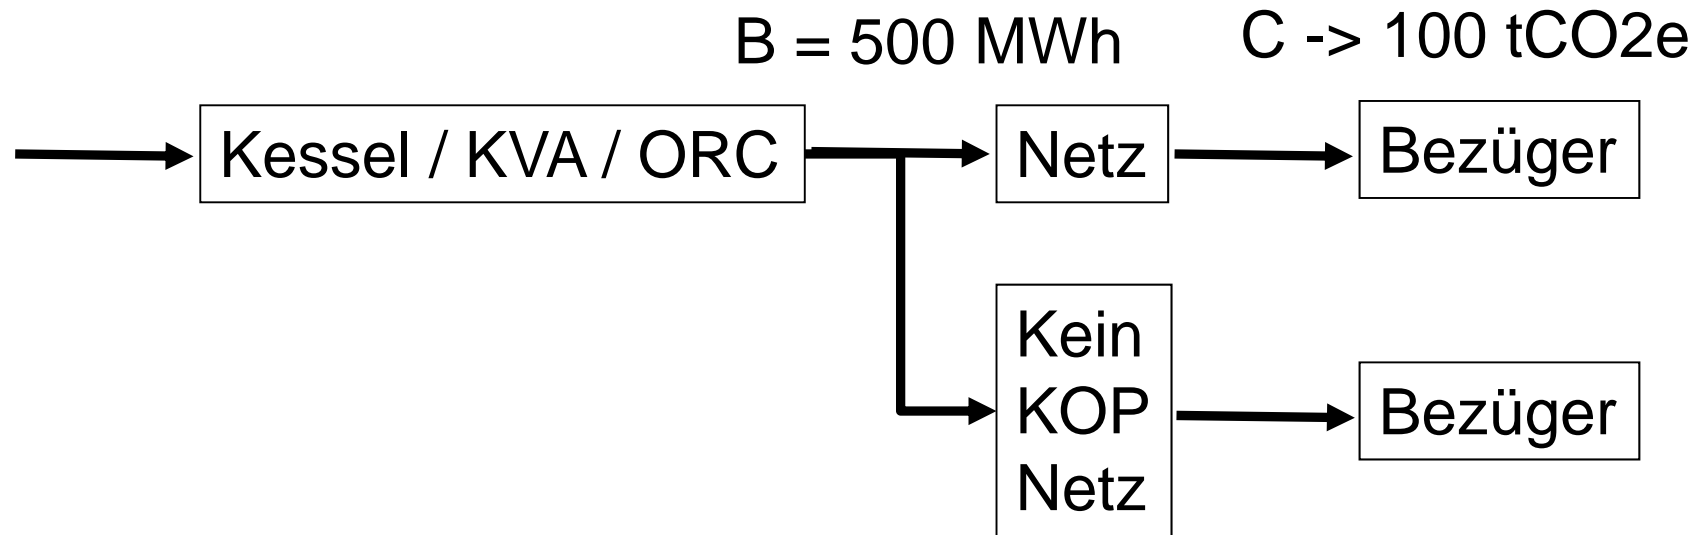 B = 500 MWh
C -> 100 tCO2e
Kessel / KVA / ORC
Netz
Bezüger
Kein
KOP
Netz
Bezüger